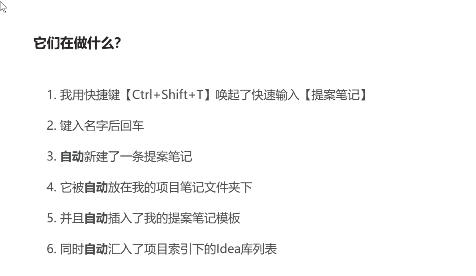 它们在做什么?
1. 我用快捷键【Ctrl+Shift+T】唤起了快速输入【提案笔记】
2. 键入名字后回车
3. 自动新建了一条提案笔记
4. 它被自动放在我的项目笔记文件夹下
5. 并且自动插入了我的提案笔记模板
6. 同时自动汇入了项目索引下的Idea库列表